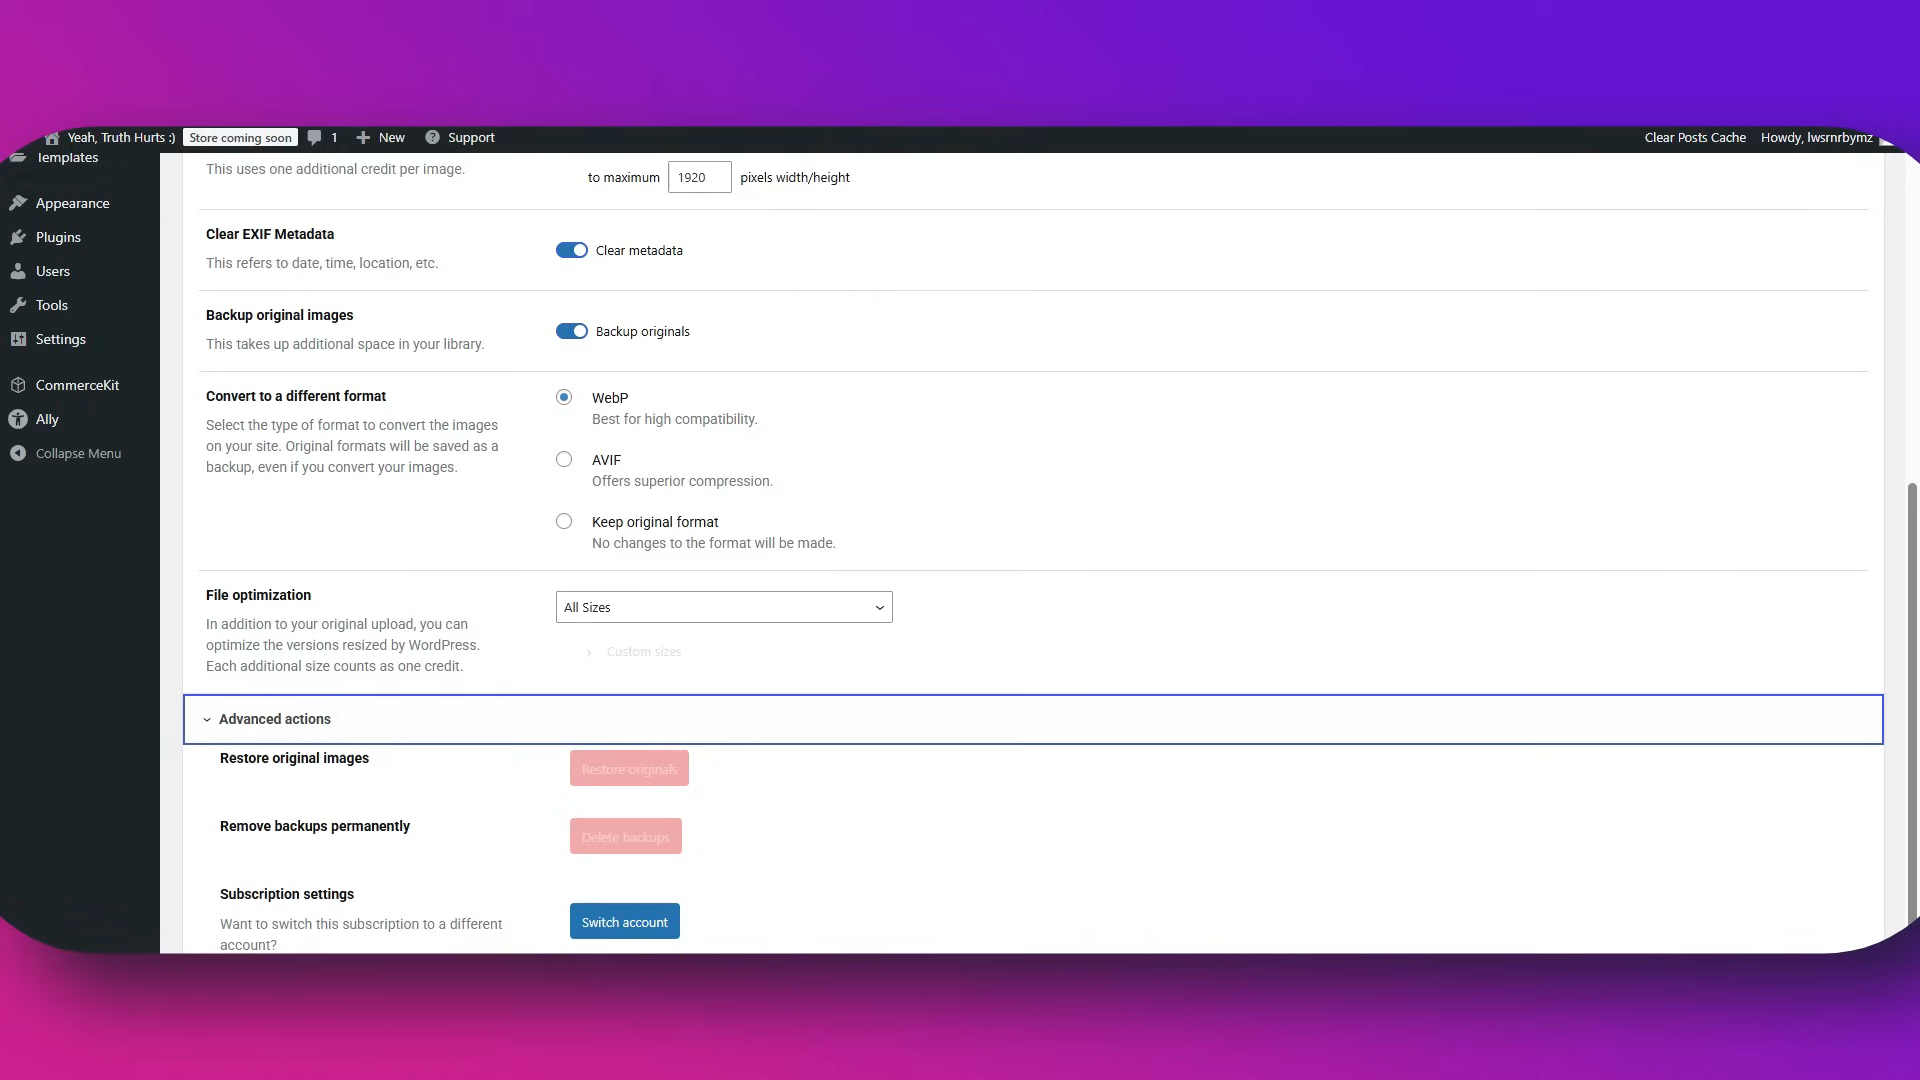 Yeah, Truth Hurts :) Store coming soon 1 New Support Clear Posts Cache Howdy, lwsrnrbymz
Templates
Appearance
Plugins
Users
Tools
Settings
CommerceKit
Ally
Collapse Menu
This uses one additional credit per image.
to maximum 1920 pixels width/height
Clear EXIF Metadata
This refers to date, time, location, etc.
Clear metadata
Backup original images
This takes up additional space in your library.
Backup originals
Convert to a different format
Select the type of format to convert the images
on your site. Original formats will be saved as a
backup, even if you convert your images.
WebP
Best for high compatibility.
AVIF
Offers superior compression.
Keep original format
No changes to the format will be made.
File optimization
In addition to your original upload, you can
optimize the versions resized by WordPress.
Each additional size counts as one credit.
All Sizes
Custom sizes
Advanced actions
Restore original images
Restore originals
Remove backups permanently
Delete backups
Subscription settings
Want to switch this subscription to a different
account?
Switch account